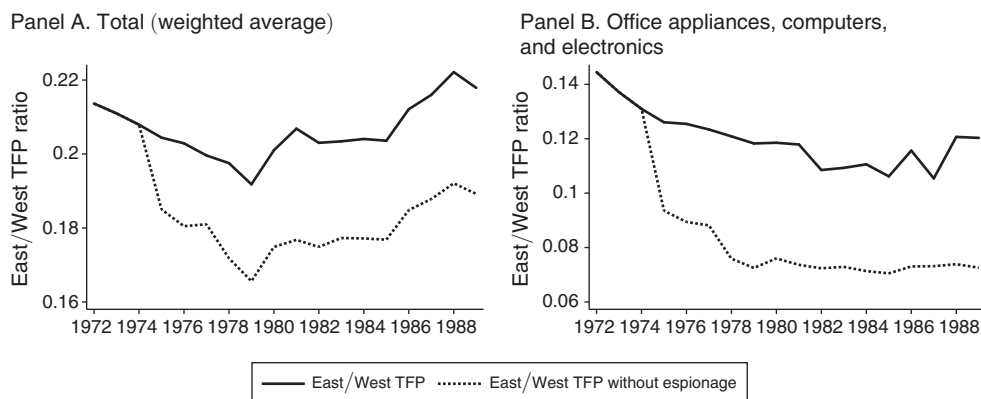 Panel A. Total (weighted average)
Panel B. Office appliances, computers,
and electronics
East/West TFP ratio
0.22
0.2
0.18
0.16
1972 1974 1976 1978 1980 1982 1984 1986 1988
East/West TFP ratio
0.14
0.12
0.1
0.08
0.06
1972 1974 1976 1978 1980 1982 1984 1986 1988
East/West TFP
East/West TFP without espionage